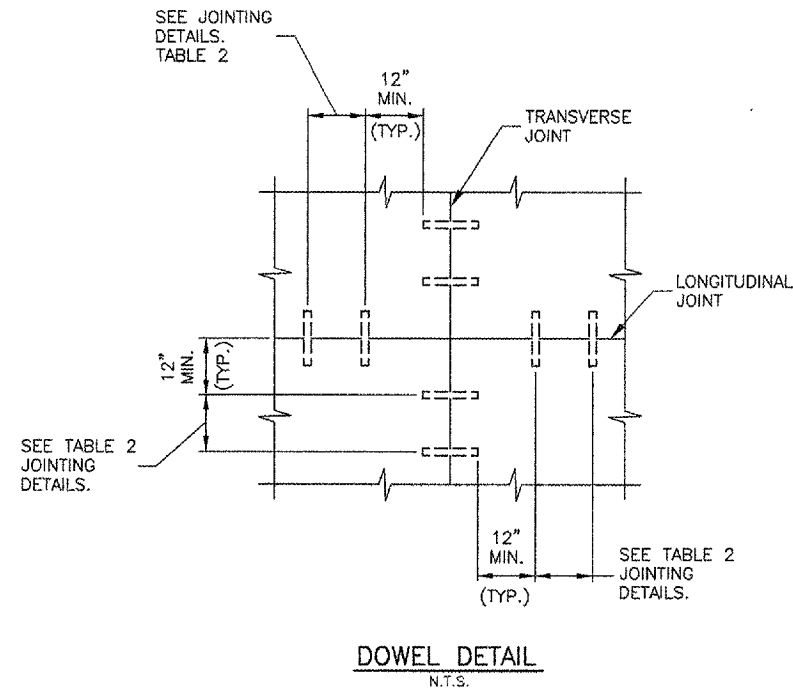 SEE JOINTING
DETAILS.
TABLE 2
12"
MIN.
(TYP.)
TRANSVERSE
JOINT
LONGITUDINAL
JOINT
12"
MIN.
(TYP.)
SEE TABLE 2
JOINTING
DETAILS.
12"
MIN.
(TYP.)
SEE TABLE 2
JOINTING
DETAILS.
DOWEL DETAIL
N.T.S.